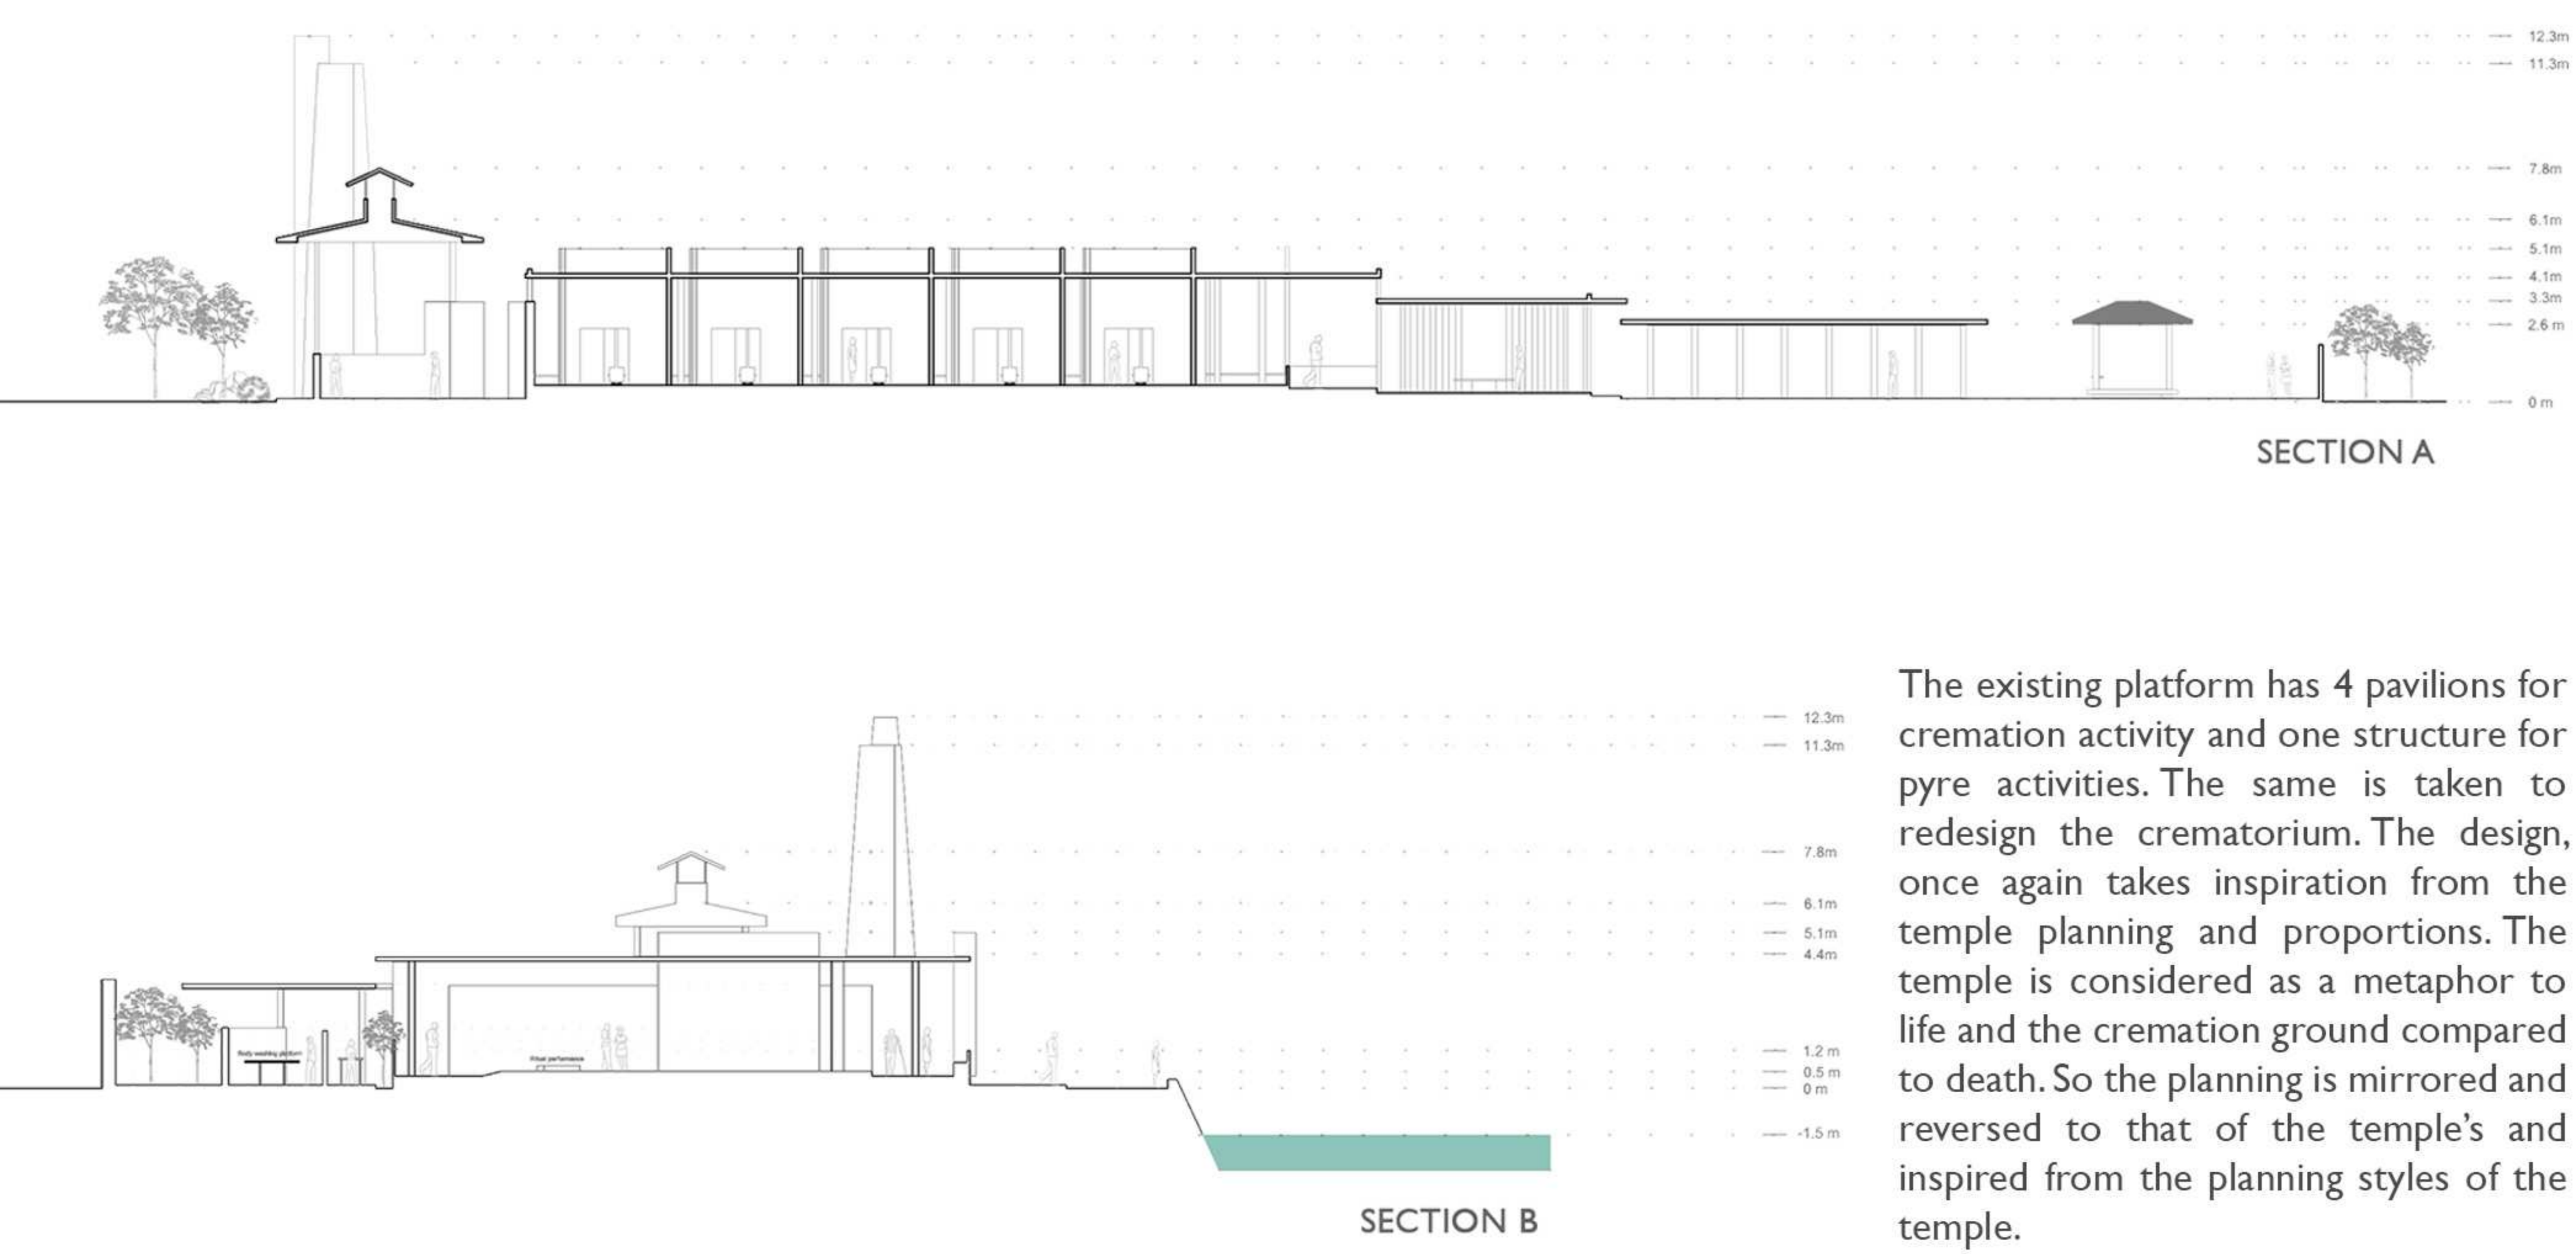 12.3m
11.3m
7.8m
6.1m
5.1m
4.1m
3.3m
2.6 m
0 m
SECTION A
12.3m
11.3m
7.8m
6.1m
5.1m
4.4m
1.2 m
0.5 m
0 m
-1.5 m
Body washing platform
Ritual performance
SECTION B
The existing platform has 4 pavilions for
cremation activity and one structure for
pyre activities. The same is taken to
redesign the crematorium. The design,
once again takes inspiration from the
temple planning and proportions. The
temple is considered as a metaphor to
life and the cremation ground compared
to death. So the planning is mirrored and
reversed to that of the temple’s and
inspired from the planning styles of the
temple.